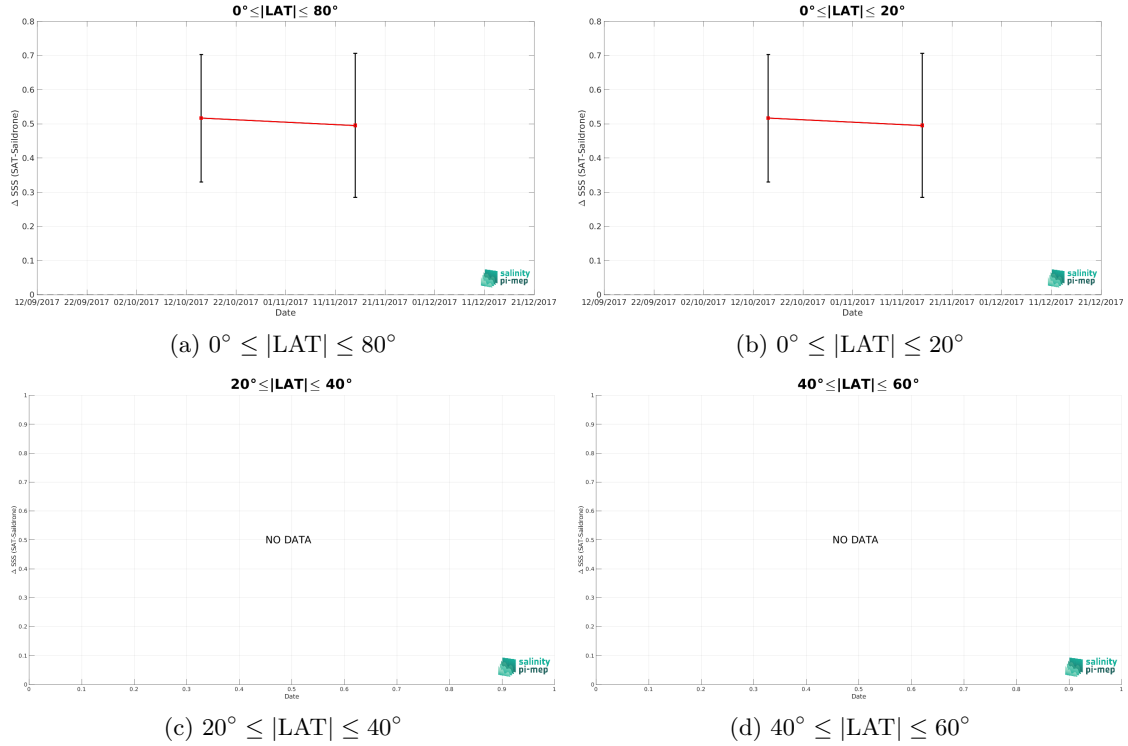 0°≤|LAT|≤ 80°
Δ SSS (SAT-Saildrone)
0.8
0.7
0.6
0.5
0.4
0.3
0.2
0.1
0
12/09/2017 22/09/2017 02/10/2017 12/10/2017 22/10/2017 01/11/2017 11/11/2017 21/11/2017 01/12/2017 11/12/2017 21/12/2017
Date
salinity
pi-mep
(a) 0° ≤ |LAT| ≤ 80°
0°≤|LAT|≤ 20°
Δ SSS (SAT-Saildrone)
0.8
0.7
0.6
0.5
0.4
0.3
0.2
0.1
0
12/09/2017 22/09/2017 02/10/2017 12/10/2017 22/10/2017 01/11/2017 11/11/2017 21/11/2017 01/12/2017 11/12/2017 21/12/2017
Date
salinity
pi-mep
(b) 0° ≤ |LAT| ≤ 20°
20°≤|LAT|≤ 40°
Δ SSS (SAT-Saildrone)
1
0.9
0.8
0.7
0.6
0.5
0.4
0.3
0.2
0.1
0
NO DATA
0 0.1 0.2 0.3 0.4 0.5 0.6 0.7 0.8 0.9 1
Date
salinity
pi-mep
(c) 20° ≤ |LAT| ≤ 40°
40°≤|LAT|≤ 60°
Δ SSS (SAT-Saildrone)
1
0.9
0.8
0.7
0.6
0.5
0.4
0.3
0.2
0.1
0
NO DATA
0 0.1 0.2 0.3 0.4 0.5 0.6 0.7 0.8 0.9 1
Date
salinity
pi-mep
(d) 40° ≤ |LAT| ≤ 60°